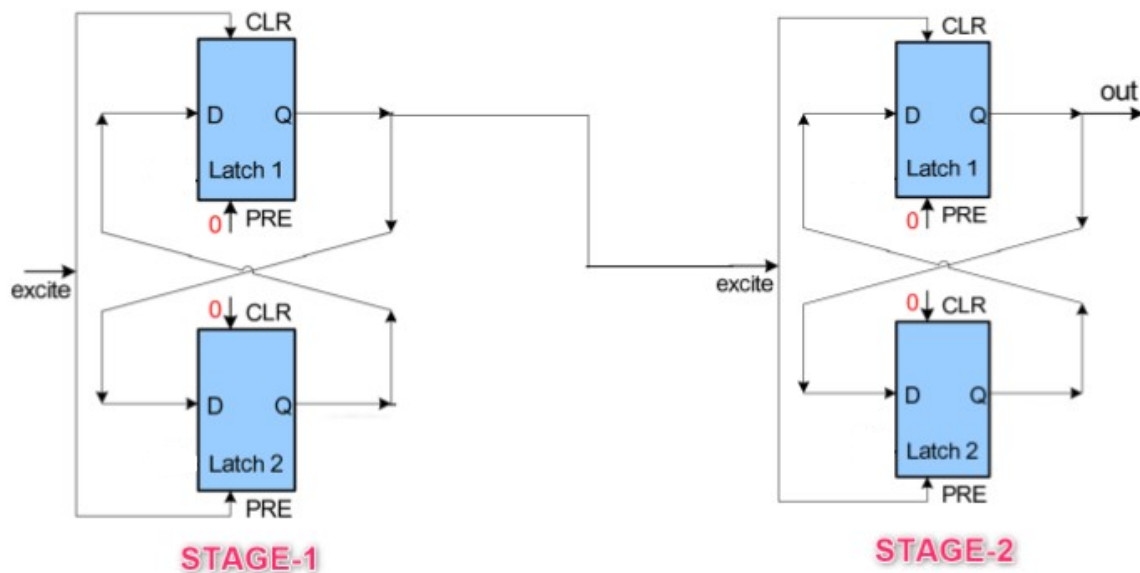 CLR
D Q
Latch 1
0 PRE
excite
0 CLR
D Q
Latch 2
PRE
STAGE-1
CLR
out
D Q
Latch 1
0 PRE
excite
0 CLR
D Q
Latch 2
PRE
STAGE-2